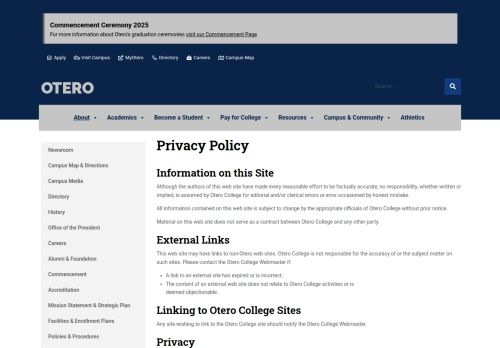 Commencement Ceremony 2025
For more information about Otero's graduation ceremonies visit our Commencement Page
Apply Visit Campus MyOtero Directory Careers Campus Map
OTERO
Search
About Academics Become a Student Pay for College Resources Campus & Community Athletics
Newsroom
Campus Map & Directions
Campus Media
Directory
History
Office of the President
Careers
Alumni & Foundation
Commencement
Accreditation
Mission Statement & Strategic Plan
Facilities & Enrollment Plans
Policies & Procedures
Privacy Policy
Information on this Site
Although the authors of this web site have made every reasonable effort to be factually accurate, no responsibility, whether written or
implied, is assumed by Otero College for editorial and/or clerical errors or error occasioned by honest mistake.
All Information contained on this web site is subject to change by the appropriate officials of Otero College without prior notice.
Material on this web site does not serve as a contract between Otero College and any other party.
External Links
This web site may have links to non-Otero web sites. Otero College is not responsible for the accuracy of or the subject matter on
such sites. Please contact the Otero College Webmaster if:
A link to an external site has expired or is incorrect;
The content of an external web site does not relate to Otero College activities or is
deemed objectionable.
Linking to Otero College Sites
Any site wishing to link to the Otero College site should notify the Otero College Webmaster.
Privacy